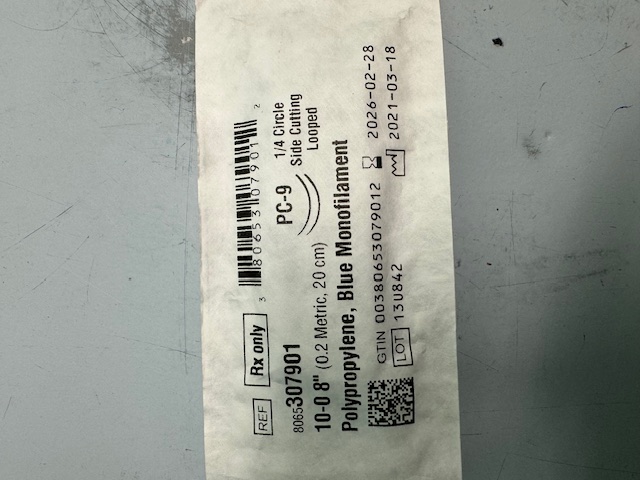 REF
Rx only
3 80653 07901 2
8065307901
PC-9
1/4 Circle
Side Cutting
Looped
10-0 8" (0.2 Metric, 20 cm)
Polypropylene, Blue Monofilament
GTIN 00380653079012
2026-02-28
LOT 13U842
2021-03-18